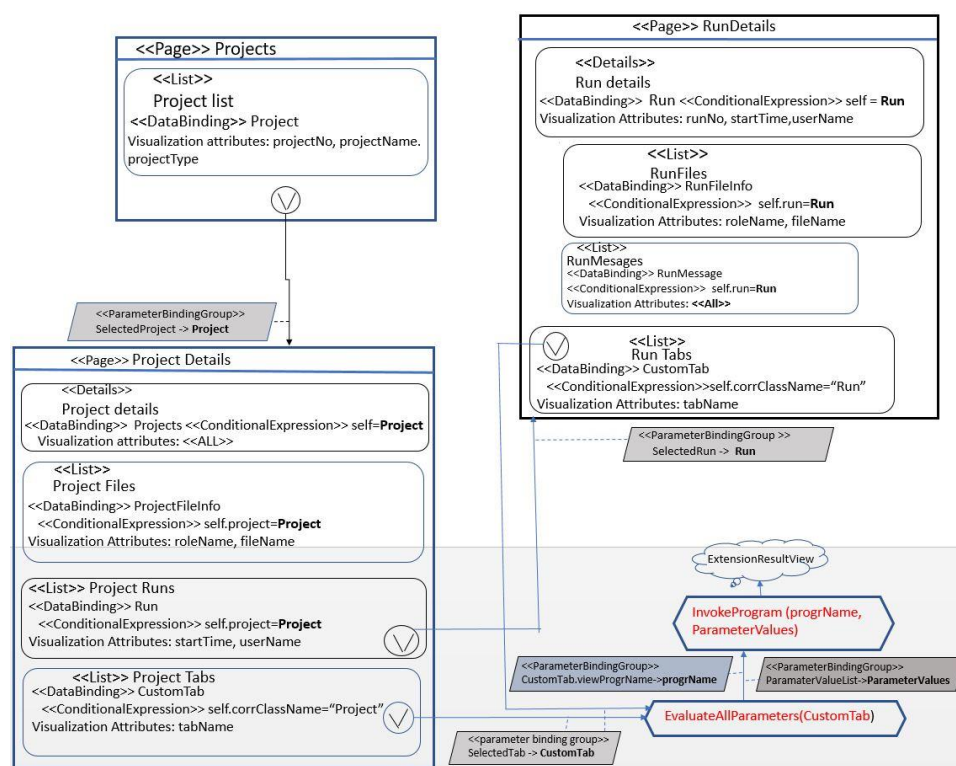 <<Page>> Projects
<<List>>
Project list
<<DataBinding>> Project
Visualization attributes: projectNo, projectName.
projectType
<<ParameterBindingGroup>>
SelectedProject -> Project
<<Page>> Project Details
<<Details>>
Project details
<<DataBinding>> Projects <<ConditionalExpression>> self=Project
Visualization attributes: <<ALL>>
<<List>>
Project Files
<<DataBinding>> ProjectFileInfo
<<ConditionalExpression>> self.project=Project
Visualization Attributes: roleName, fileName
<<List>> Project Runs
<<DataBinding>> Run
<<ConditionalExpression>> self.project=Project
Visualization Attributes: startTime, userName
<<List>> Project Tabs
<<DataBinding>> CustomTab
<<ConditionalExpression>> self.corrClassName="Project"
Visualization Attributes: tabName
<<Page>> RunDetails
<<Details>>
Run details
<<DataBinding>> Run <<ConditionalExpression>> self = Run
Visualization Attributes: runNo, startTime,userName
<<List>>
RunFiles
<<DataBinding>> RunFileInfo
<<ConditionalExpression>> self.run=Run
Visualization Attributes: roleName, fileName
<<List>>
RunMesages
<<DataBinding>> RunMessage
<<ConditionalExpression>> self.run=Run
Visualization Attributes: <<All>>
<<List>>
Run Tabs
<<DataBinding>> CustomTab
<<ConditionalExpression>>self.corrClassName="Run"
Visualization Attributes: tabName
<<ParameterBindingGroup >>
SelectedRun -> Run
ExtensionResultView
InvokeProgram (progrName,
ParameterValues)
<<ParameterBindingGroup>>
CustomTab.viewProgrName->progrName
<<ParameterBindingGroup>>
ParamaterValueList->ParameterValues
EvaluateAllParameters(CustomTab)
<<parameter binding group>>
SelectedTab -> CustomTab